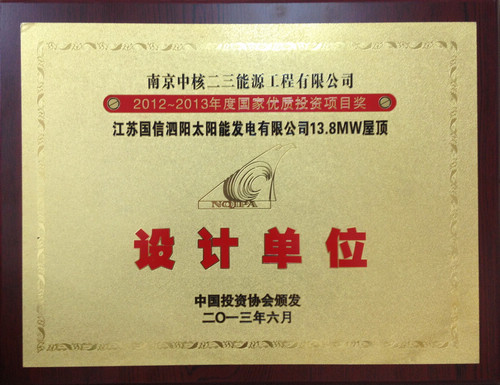 南京中核二三能源工程有限公司
2012~2013年度国家优质投资项目奖
江苏国信泗阳太阳能发电有限公司13.8MW屋顶
NQIPA
设计单位
中国投资协会颁发
二〇一三年六月